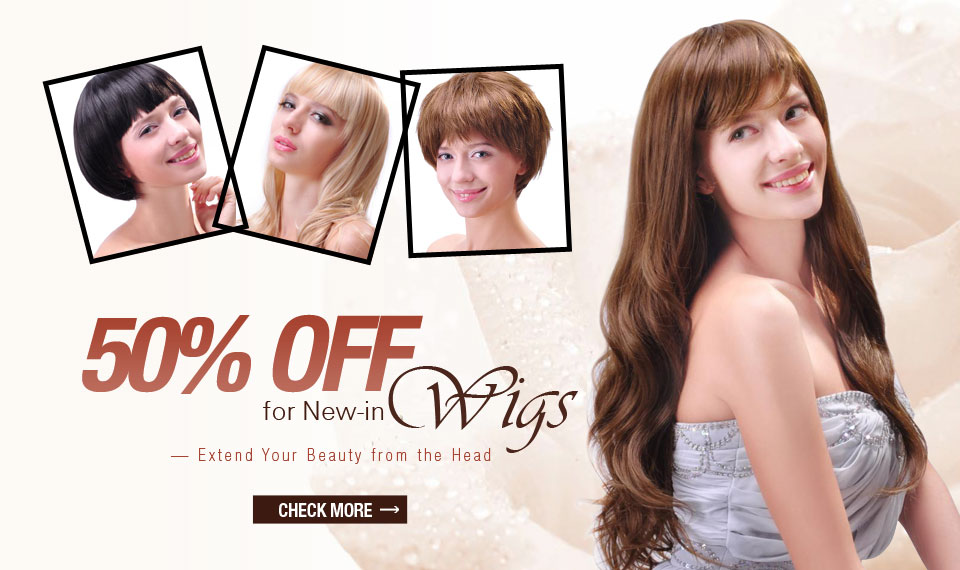 50% OFF
for New-in Wigs
— Extend Your Beauty from the Head
CHECK MORE →